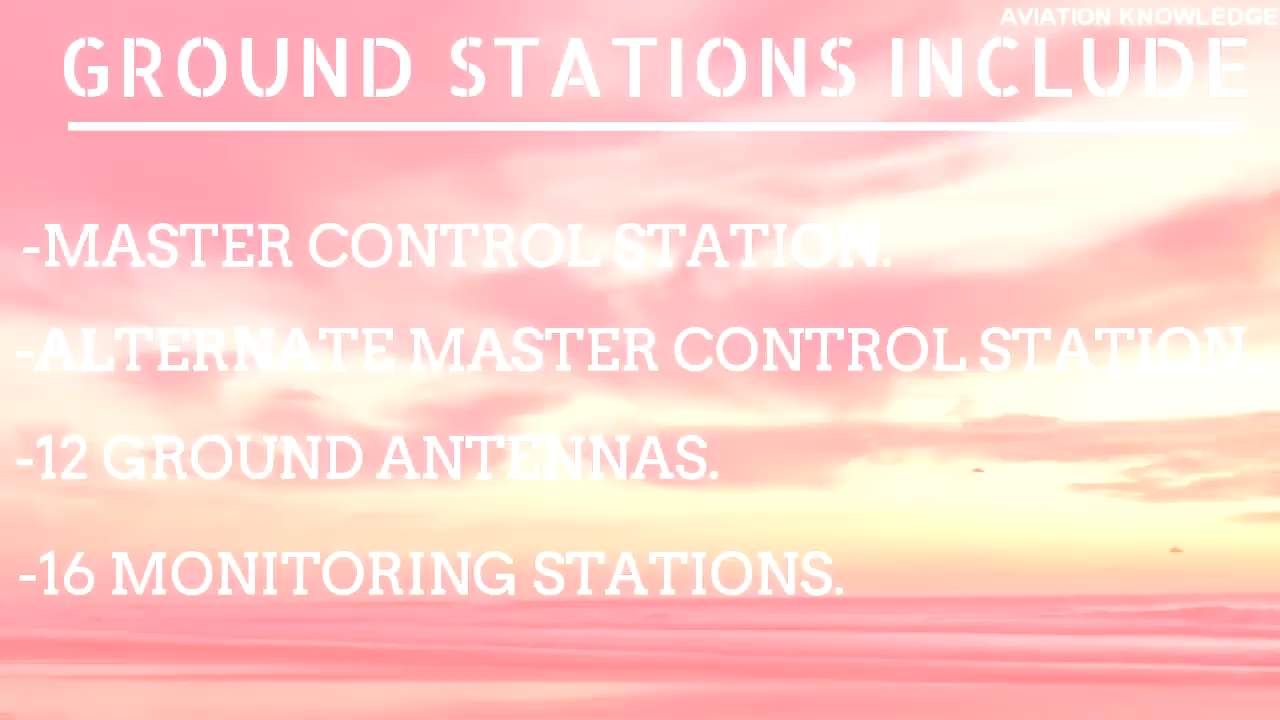 AVIATION KNOWLEDGE
GROUND STATIONS INCLUDE
-MASTER CONTROL STATION.
-ALTERNATE MASTER CONTROL STATION.
-12 GROUND ANTENNAS.
-16 MONITORING STATIONS.